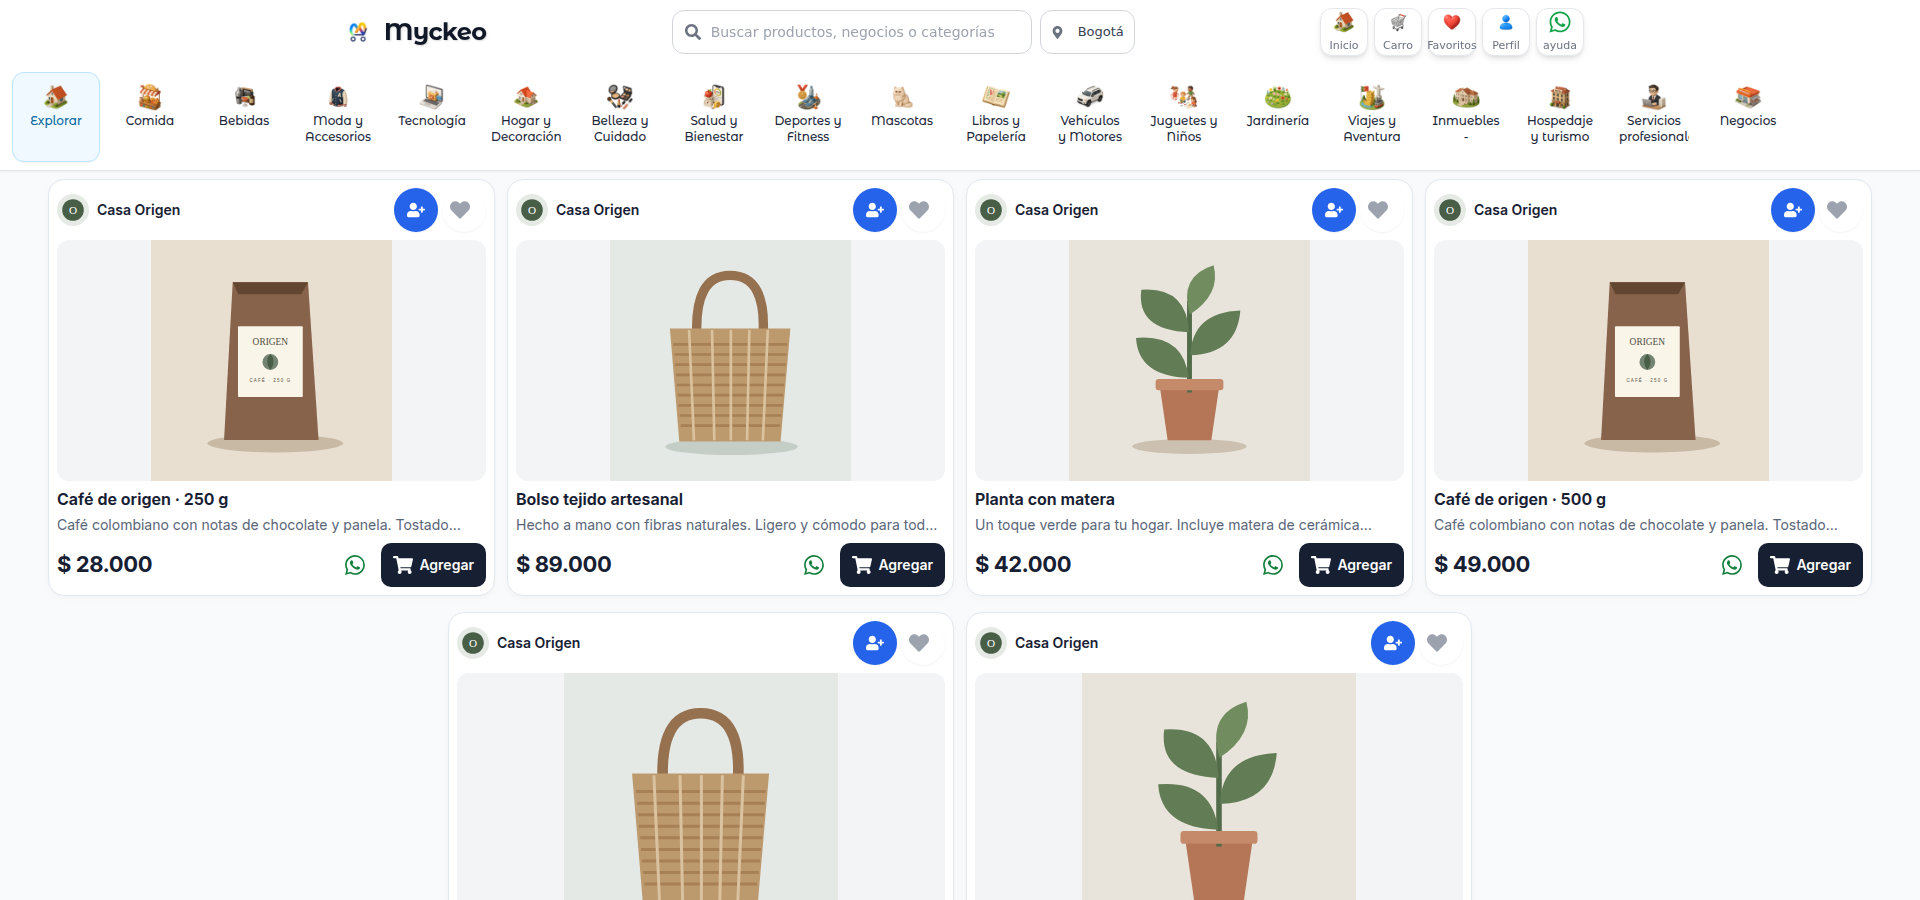 Myckeo
Buscar productos, negocios o categorías
Bogotá
Inicio
Carro
Favoritos
Perfil
ayuda
Explorar
Comida
Bebidas
Moda y
Accesorios
Tecnología
Hogar y
Decoración
Belleza y
Cuidado
Salud y
Bienestar
Deportes y
Fitness
Mascotas
Libros y
Papelería
Vehículos
y Motores
Juguetes y
Niños
Jardinería
Viajes y
Aventura
Inmuebles
-
Hospedaje
y turismo
Servicios
profesional
Negocios
O Casa Origen
O Casa Origen
O Casa Origen
O Casa Origen
ORIGEN
CAFÉ · 250 G
ORIGEN
CAFÉ · 250 G
Café de origen · 250 g
Café colombiano con notas de chocolate y panela. Tostado...
$ 28.000
Agregar
Bolso tejido artesanal
Hecho a mano con fibras naturales. Ligero y cómodo para tod...
$ 89.000
Agregar
Planta con matera
Un toque verde para tu hogar. Incluye matera de cerámica...
$ 42.000
Agregar
Café de origen · 500 g
Café colombiano con notas de chocolate y panela. Tostado...
$ 49.000
Agregar
O Casa Origen
O Casa Origen